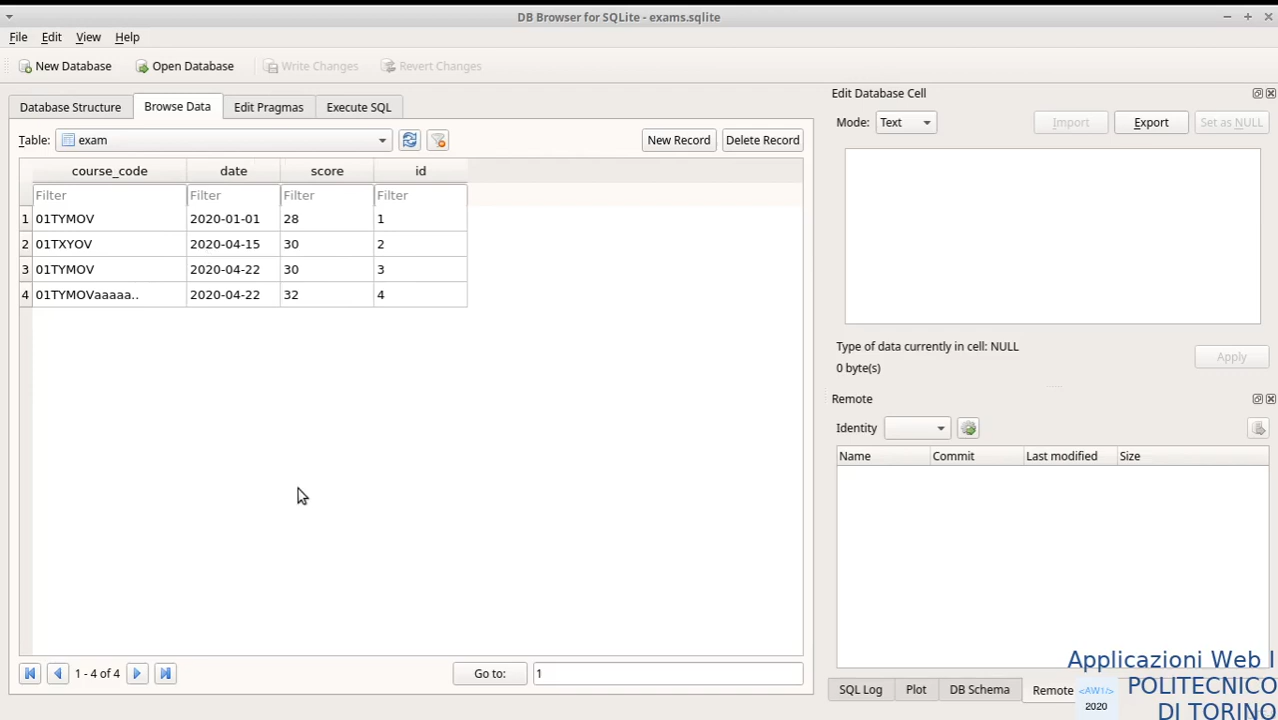 DB Browser for SQLite - exams.sqlite
File Edit View Help
New Database Open Database Write Changes Revert Changes
Database Structure Browse Data Edit Pragmas Execute SQL
Table: exam New Record Delete Record
course_code date score id
Filter Filter Filter Filter
1 01TYMOV 2020-01-01 28 1
2 01TXYOV 2020-04-15 30 2
3 01TYMOV 2020-04-22 30 3
4 01TYMOVaaaaa.. 2020-04-22 32 4
1 - 4 of 4 Go to: 1
Edit Database Cell
Mode: Text Import Export Set as NULL
Type of data currently in cell: NULL
0 byte(s)
Apply
Remote
Identity
Name Commit Last modified Size
SQL Log Plot DB Schema Remote
Applicazioni Web I
POLITECNICO
DI TORINO
<AW1/>
2020